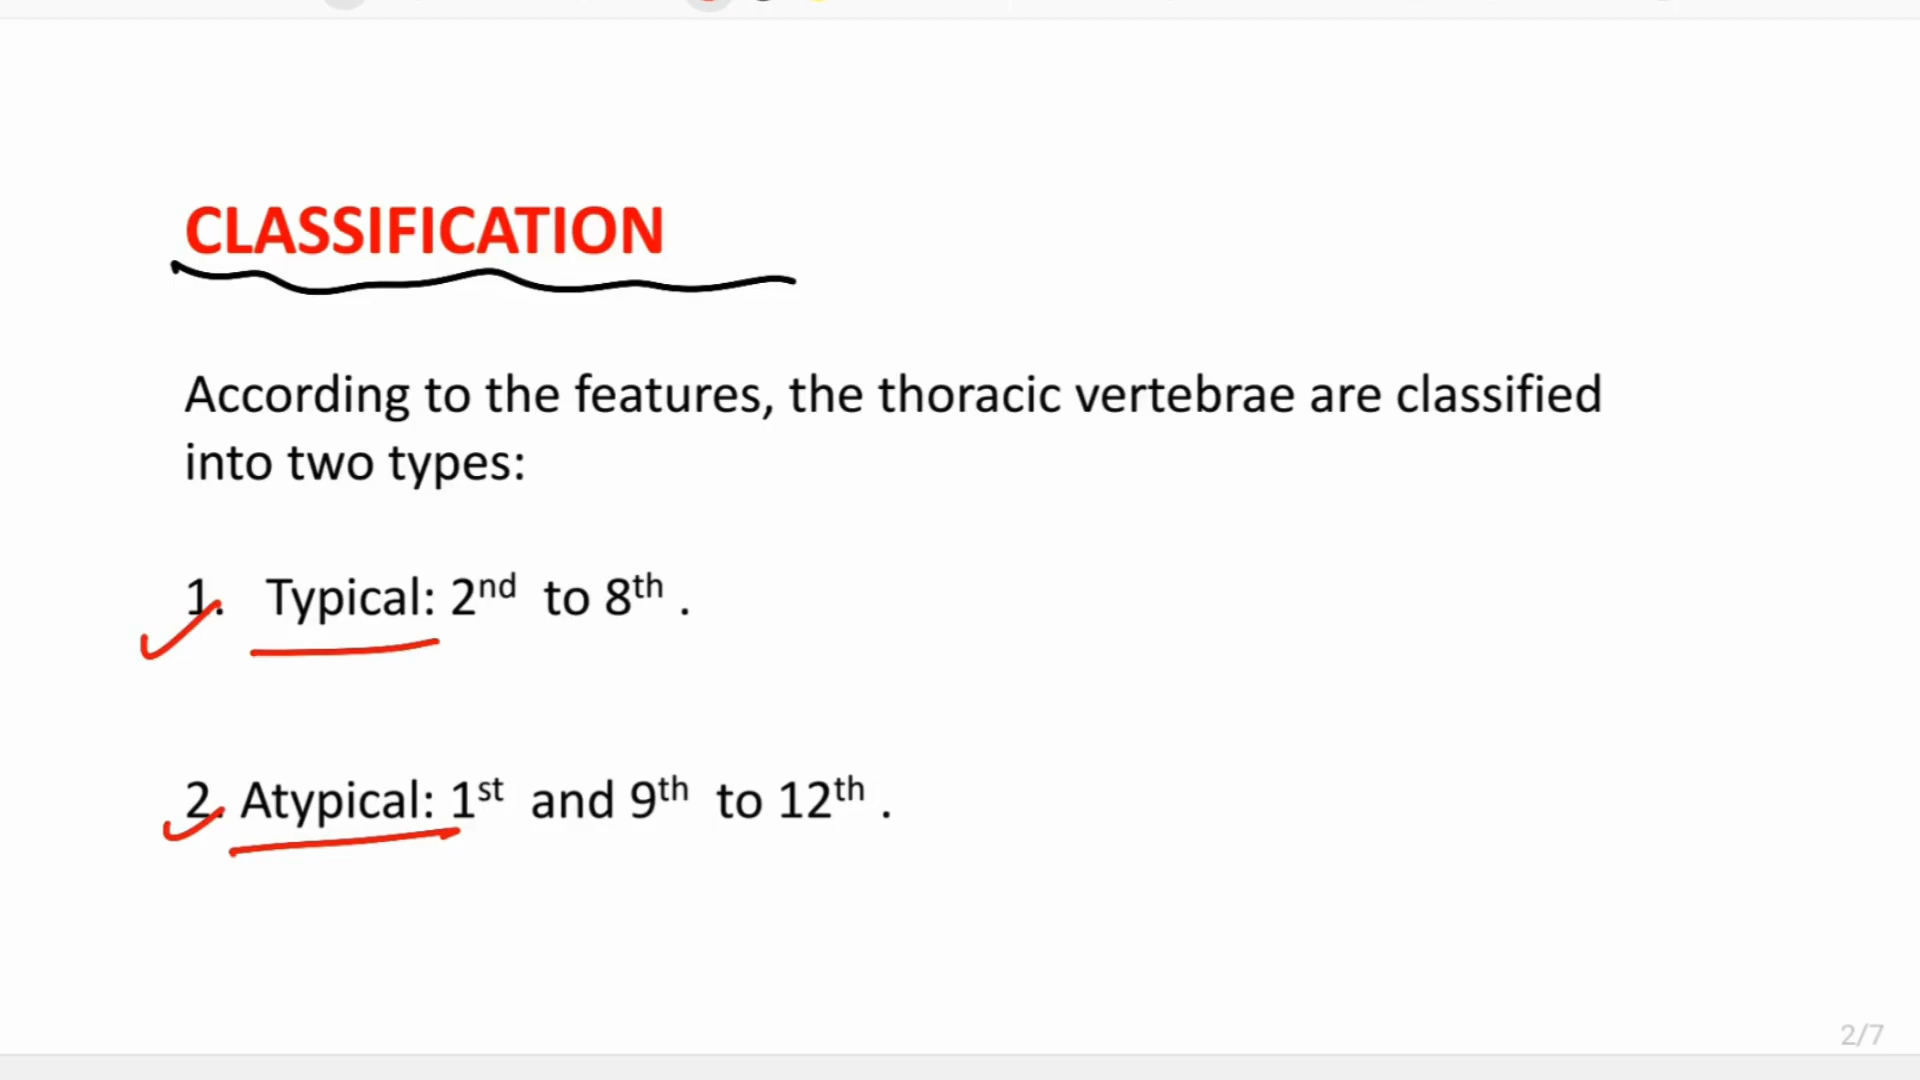 CLASSIFICATION
According to the features, the thoracic vertebrae are classified
into two types:
1. Typical: 2nd to 8th .
2. Atypical: 1st and 9th to 12th .
2/7